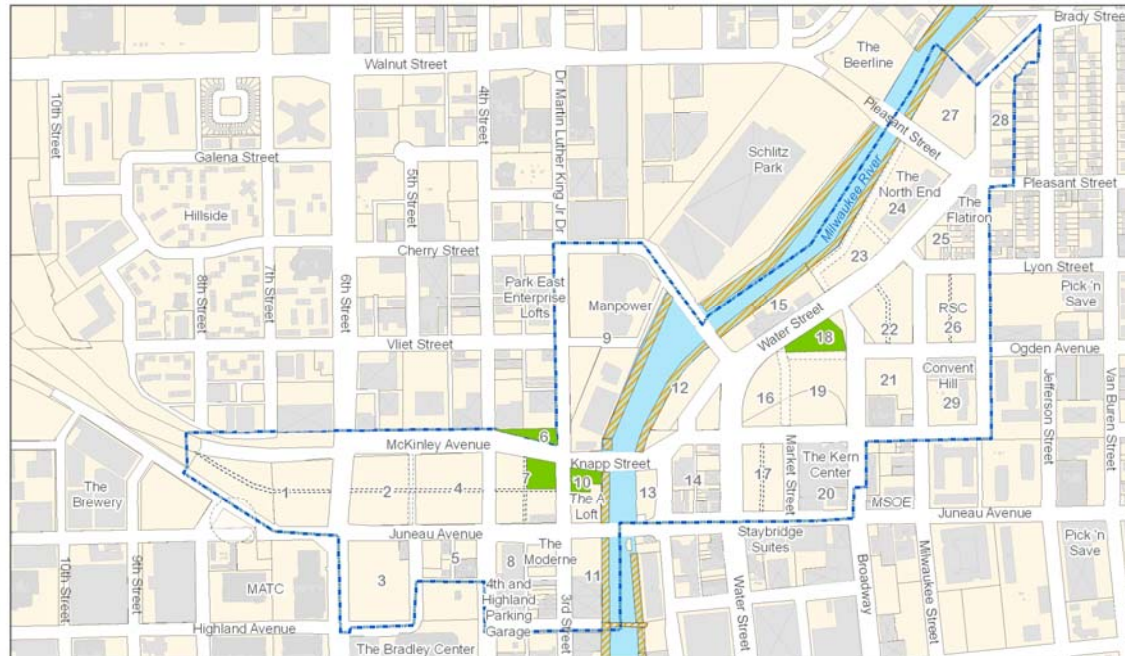 Brady Street
The
Beerline
Walnut Street
10th Street
4th Street
Dr Martin Luther King Jr Dr
27
Pleasant Street
28
Galena Street
5th Street
Schlitz
Park
Milwaukee River
The
North End
24
Pleasant Street
The
Flatiron
Hillside
Cherry Street
25
23
8th Street
7th Street
6th Street
Park East
Enterprise
Lofts
Manpower
Lyon Street
15
Water Street
22
RSC
26
Pick 'n
Save
Vliet Street
9
18
Ogden Avenue
12
16
19
21
Convent
Hill
29
Jefferson Street
Van Buren Street
McKinley Avenue
6
Knapp Street
The
Brewery
1
2
4
7
10
The A
Loft
13
14
17
Market Street
The Kern
Center
20
MSOE
Juneau Avenue
Juneau Avenue
Staybridge
Suites
Pick 'n
Save
10th Street
9th Street
MATC
3
5
8
The
Moderne
11
4th and
Highland
Parking
Garage
3rd Street
Water Street
Broadway
Milwaukee Street
Highland Avenue
The Bradley Center